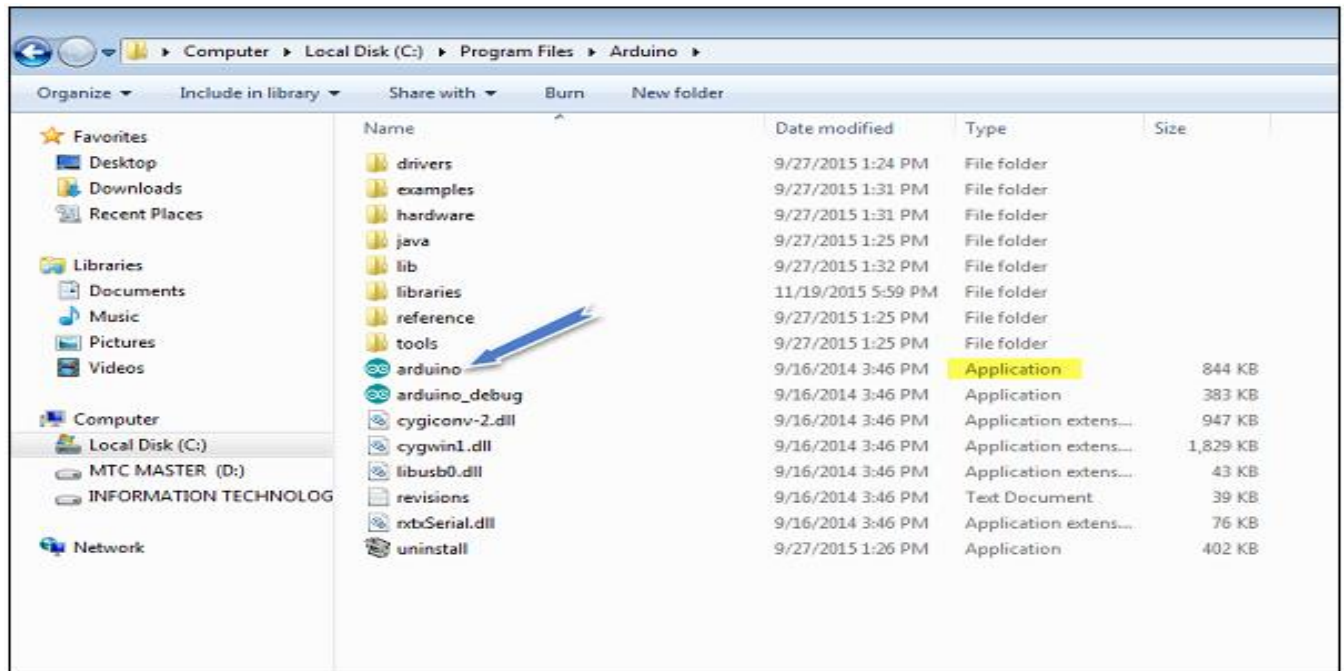 Computer ▸ Local Disk (C:) ▸ Program Files ▸ Arduino ▸
Organize Include in library Share with Burn New folder
Favorites
Desktop
Downloads
Recent Places
Libraries
Documents
Music
Pictures
Videos
Computer
Local Disk (C:)
MTC MASTER (D:)
INFORMATION TECHNOLOG
Network
Name Date modified Type Size
drivers 9/27/2015 1:24 PM File folder
examples 9/27/2015 1:31 PM File folder
hardware 9/27/2015 1:31 PM File folder
java 9/27/2015 1:25 PM File folder
lib 9/27/2015 1:32 PM File folder
libraries 11/19/2015 5:59 PM File folder
reference 9/27/2015 1:25 PM File folder
tools 9/27/2015 1:25 PM File folder
arduino 9/16/2014 3:46 PM Application 844 KB
arduino_debug 9/16/2014 3:46 PM Application 383 KB
cygiconv-2.dll 9/16/2014 3:46 PM Application extens... 947 KB
cygwin1.dll 9/16/2014 3:46 PM Application extens... 1,829 KB
libusb0.dll 9/16/2014 3:46 PM Application extens... 43 KB
revisions 9/16/2014 3:46 PM Text Document 39 KB
rxtxSerial.dll 9/16/2014 3:46 PM Application extens... 76 KB
uninstall 9/27/2015 1:26 PM Application 402 KB